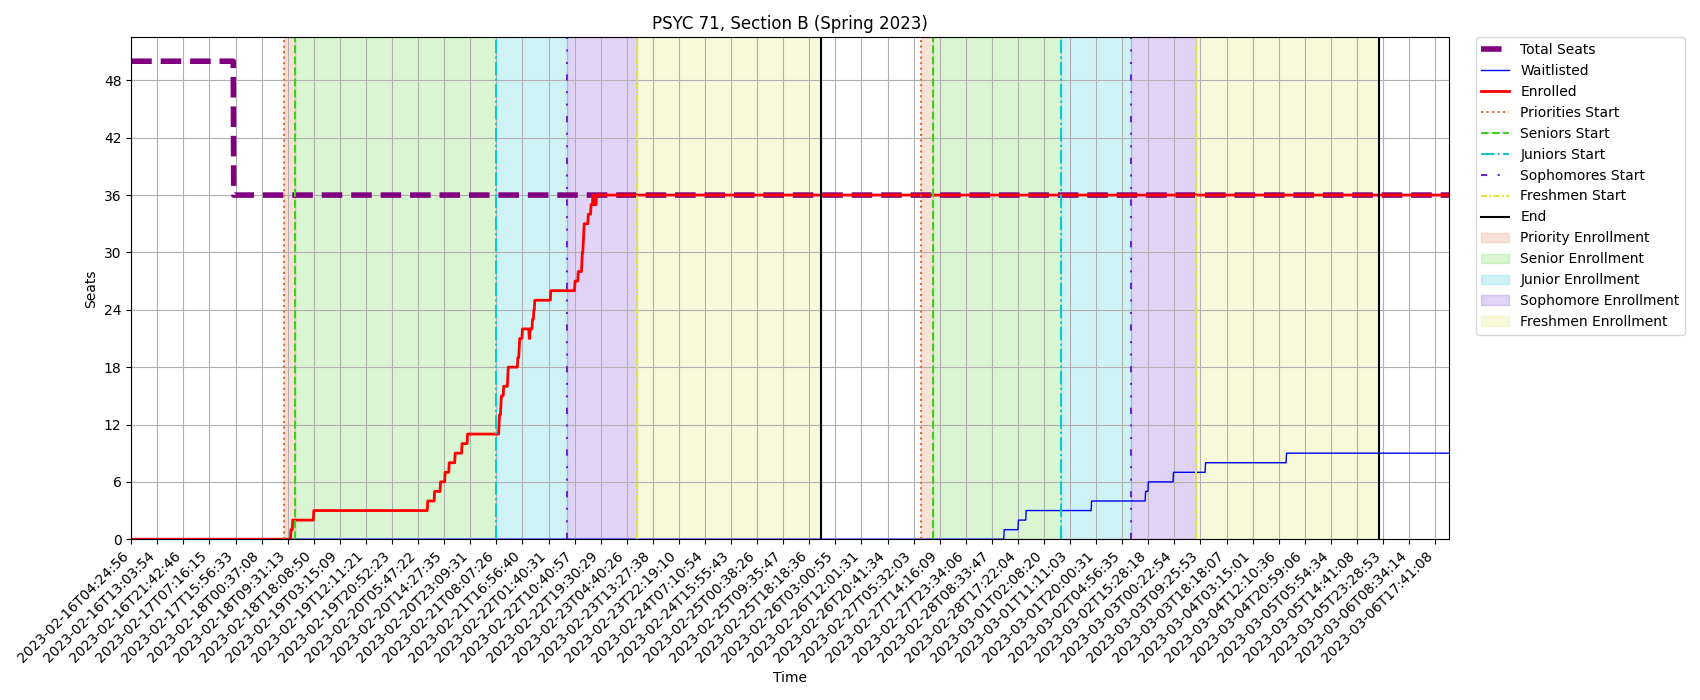 PSYC 71, Section B (Spring 2023)
Seats
48
42
36
30
24
18
12
6
0
2023-02-16T04:24:56
2023-02-16T13:03:54
2023-02-16T21:42:46
2023-02-17T07:16:15
2023-02-17T15:56:33
2023-02-18T00:37:09
2023-02-18T09:31:13
2023-02-18T18:08:50
2023-02-19T03:15:09
2023-02-19T12:11:21
2023-02-19T20:52:23
2023-02-20T05:47:22
2023-02-20T14:27:35
2023-02-20T23:09:31
2023-02-21T08:07:26
2023-02-21T16:56:40
2023-02-22T01:40:31
2023-02-22T10:40:57
2023-02-22T19:30:29
2023-02-23T04:40:26
2023-02-23T13:27:38
2023-02-23T22:19:10
2023-02-24T07:10:54
2023-02-24T15:55:43
2023-02-25T00:38:26
2023-02-25T09:35:47
2023-02-25T18:18:36
2023-02-26T03:00:55
2023-02-26T12:01:31
2023-02-26T20:41:34
2023-02-27T05:32:03
2023-02-27T14:16:09
2023-02-27T23:34:06
2023-02-28T08:33:47
2023-02-28T17:22:04
2023-03-01T02:08:20
2023-03-01T11:11:03
2023-03-01T20:00:31
2023-03-02T04:56:35
2023-03-02T15:28:18
2023-03-03T00:22:54
2023-03-03T09:25:53
2023-03-03T18:18:07
2023-03-04T03:15:01
2023-03-04T12:10:36
2023-03-04T20:59:06
2023-03-05T05:54:34
2023-03-05T14:41:08
2023-03-05T23:28:53
2023-03-06T08:34:14
2023-03-06T17:41:08
Time
Total Seats
Waitlisted
Enrolled
Priorities Start
Seniors Start
Juniors Start
Sophomores Start
Freshmen Start
End
Priority Enrollment
Senior Enrollment
Junior Enrollment
Sophomore Enrollment
Freshmen Enrollment